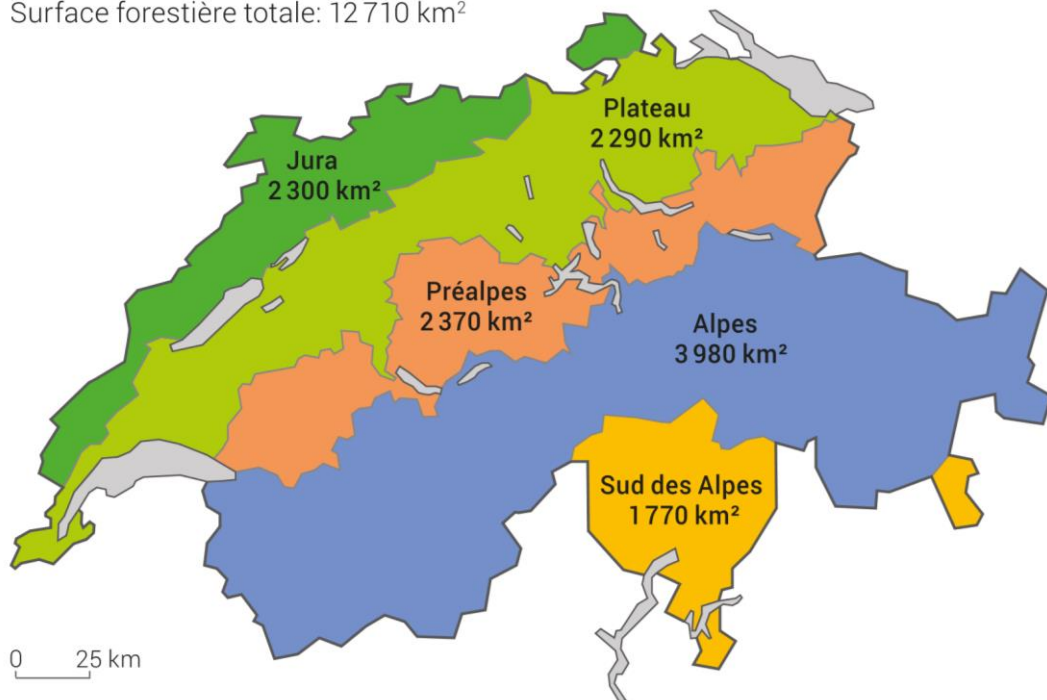 Surface forestière totale: 12 710 km²
Plateau
2 290 km²
Jura
2 300 km²
Préalpes
2 370 km²
Alpes
3 980 km²
Sud des Alpes
1 770 km²
0 25 km